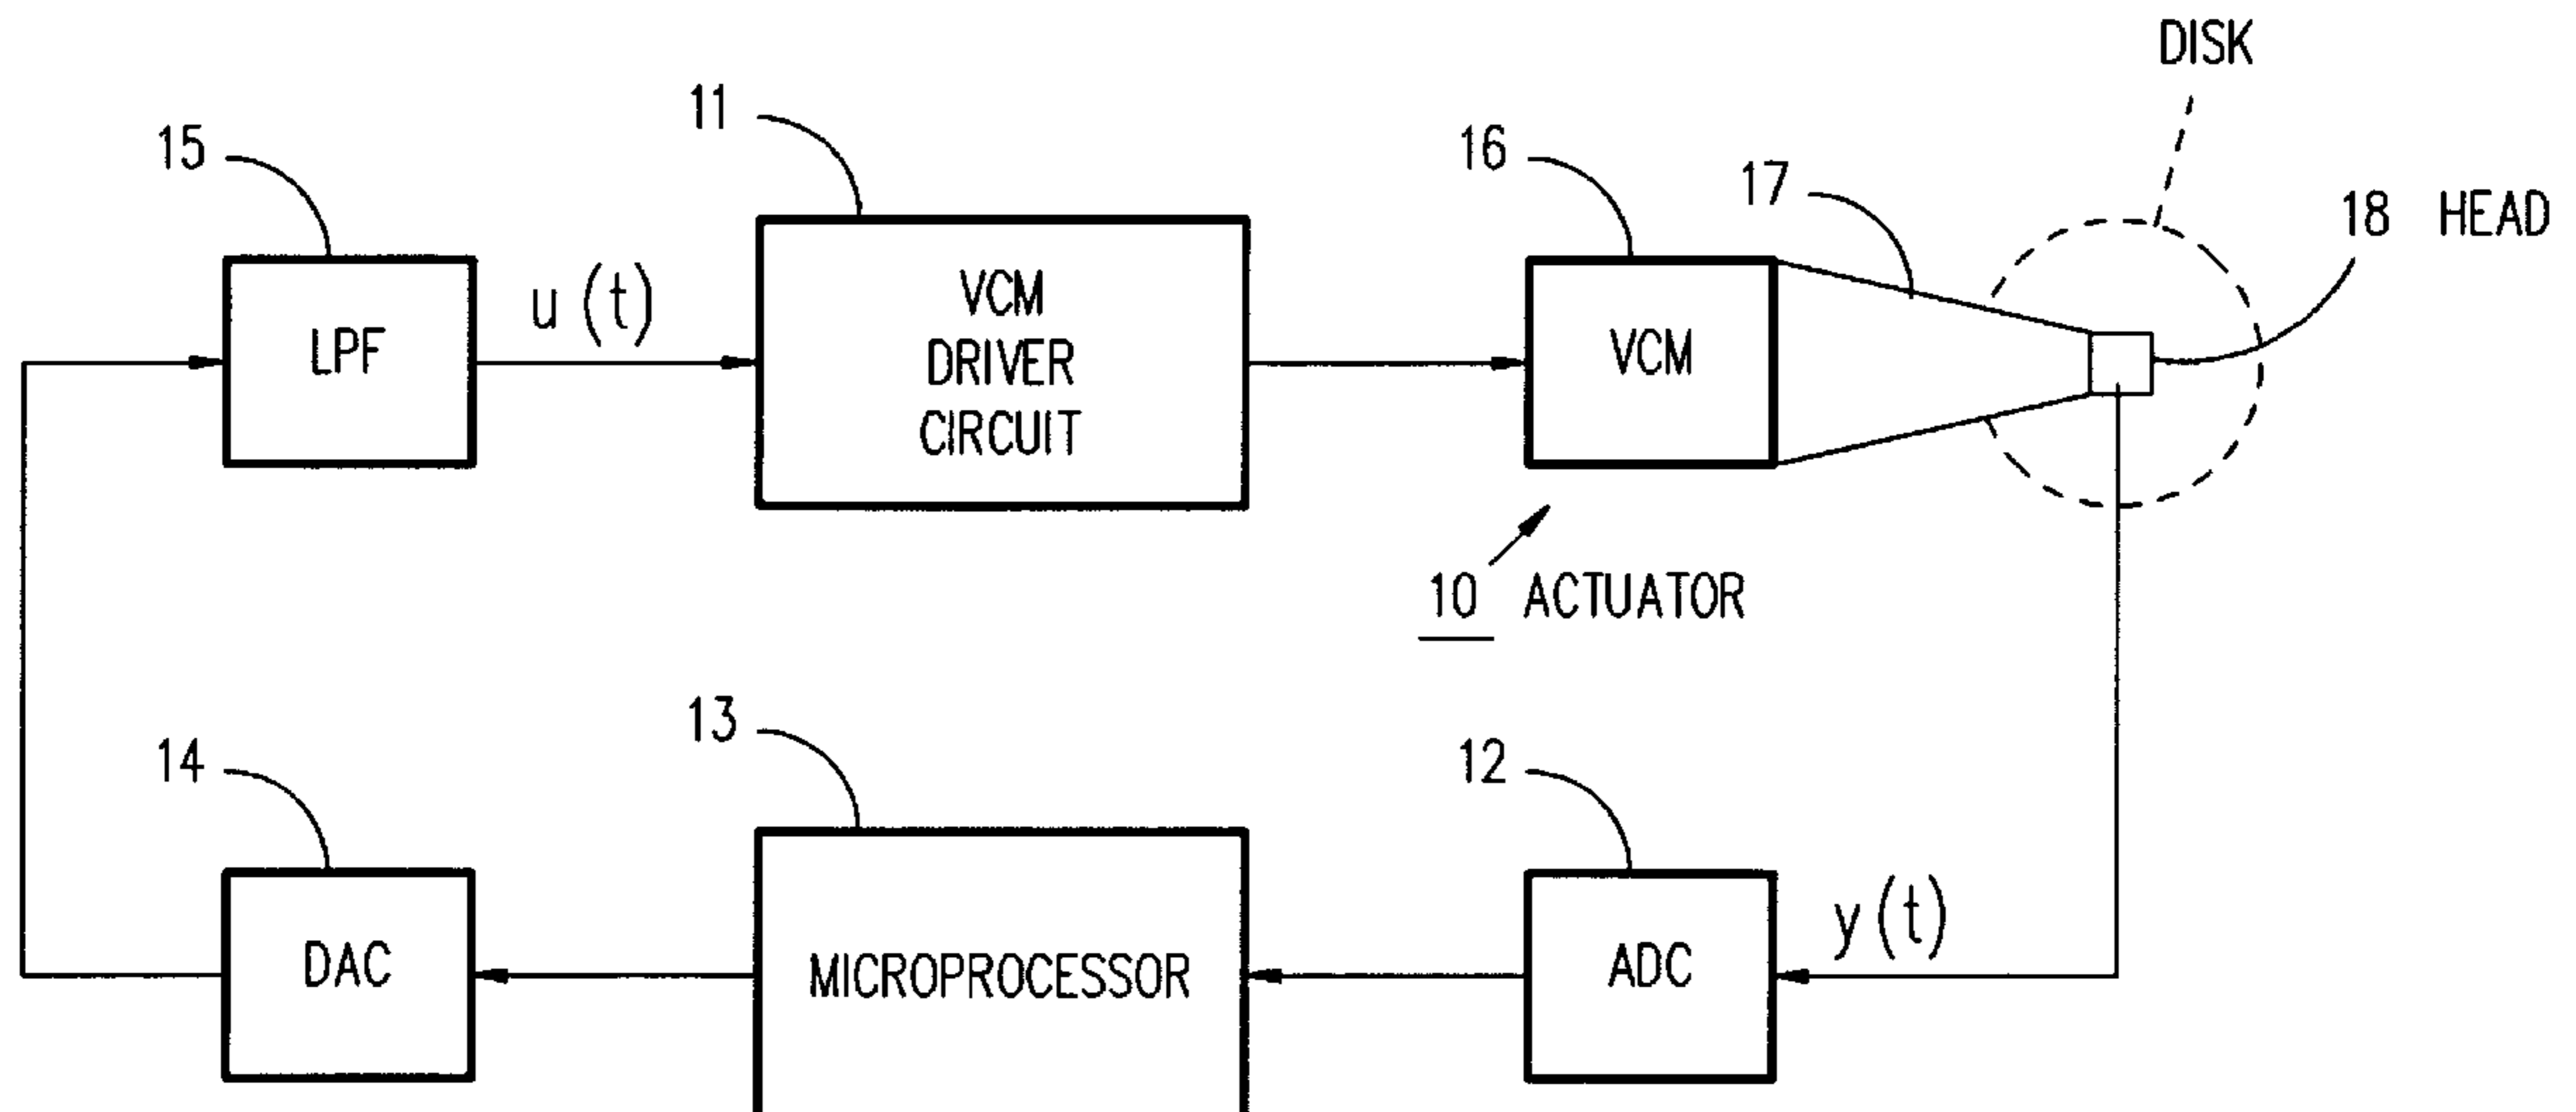 DISK
11
15
16
17
18 HEAD
LPF
u (t)
VCM
DRIVER
CIRCUIT
VCM
10 ACTUATOR
13
14
12
DAC
MICROPROCESSOR
ADC
y (t)